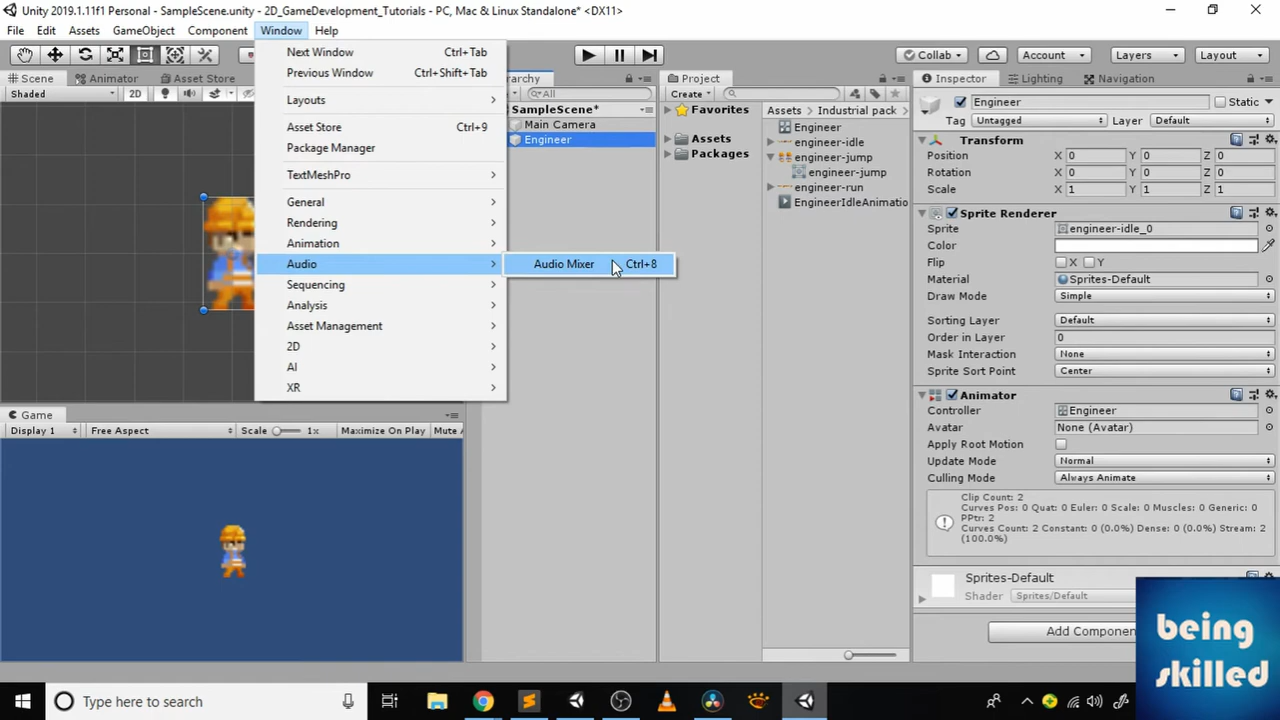 Unity 2019.1.11f1 Personal - SampleScene.unity - 2D_GameDevelopment_Tutorials - PC, Mac & Linux Standalone* <DX11>
File Edit Assets GameObject Component Window Help
Collab Account Layers Layout
Scene Animator Asset Store
Shaded 2D
Next Window Ctrl+Tab
Previous Window Ctrl+Shift+Tab
Layouts
Asset Store Ctrl+9
Package Manager
TextMeshPro
General
Rendering
Animation
Audio
Sequencing
Analysis
Asset Management
2D
AI
XR
Audio Mixer Ctrl+8
rarchy
All
SampleScene*
Main Camera
Engineer
Project
Create
Favorites
Assets
Packages
Assets Industrial pack
Engineer
engineer-idle
engineer-jump
engineer-jump
engineer-run
EngineerIdleAnimatio
Inspector Lighting Navigation
Engineer Static
Tag Untagged Layer Default
Transform
Position X 0 Y 0 Z 0
Rotation X 0 Y 0 Z 0
Scale X 1 Y 1 Z 1
Sprite Renderer
Sprite engineer-idle_0
Color
Flip X Y
Material Sprites-Default
Draw Mode Simple
Sorting Layer Default
Order in Layer 0
Mask Interaction None
Sprite Sort Point Center
Animator
Controller Engineer
Avatar None (Avatar)
Apply Root Motion
Update Mode Normal
Culling Mode Always Animate
Clip Count: 2
Curves Pos: 0 Quat: 0 Euler: 0 Scale: 0 Muscles: 0 Generic: 0
PPtr: 2
Curves Count: 2 Constant: 0 (0.0%) Dense: 0 (0.0%) Stream: 2
(100.0%)
Sprites-Default
Shader Sprites/Default
Add Componen
Game
Display 1 Free Aspect Scale 1x Maximize On Play Mute A
being
skilled
Type here to search